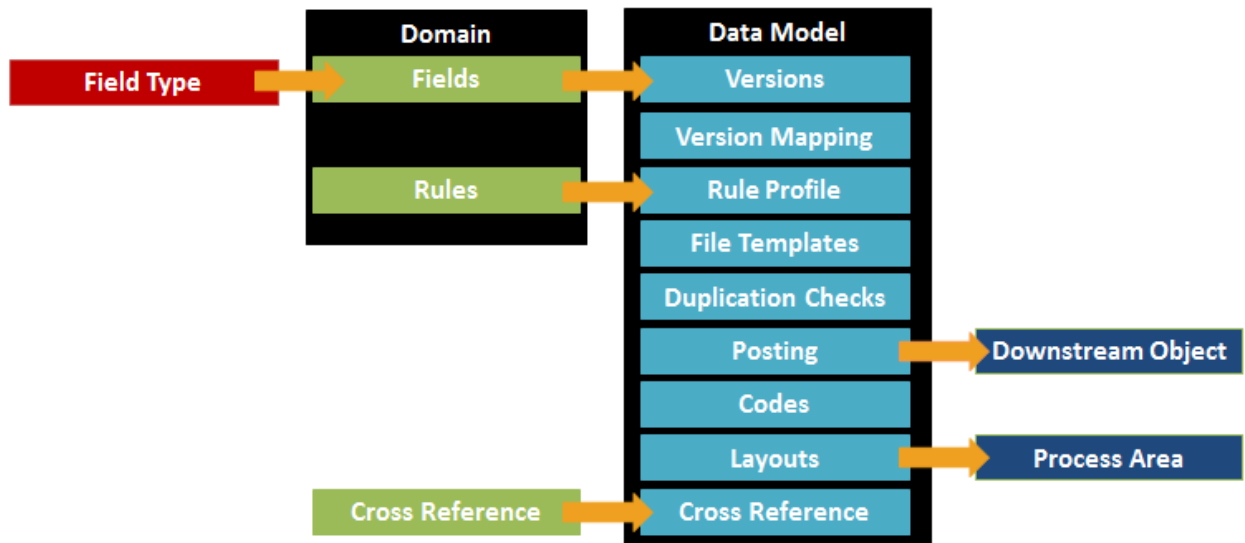 Domain
Data Model
Field Type
Fields
Versions
Version Mapping
Rules
Rule Profile
File Templates
Duplication Checks
Posting
Downstream Object
Codes
Layouts
Process Area
Cross Reference
Cross Reference